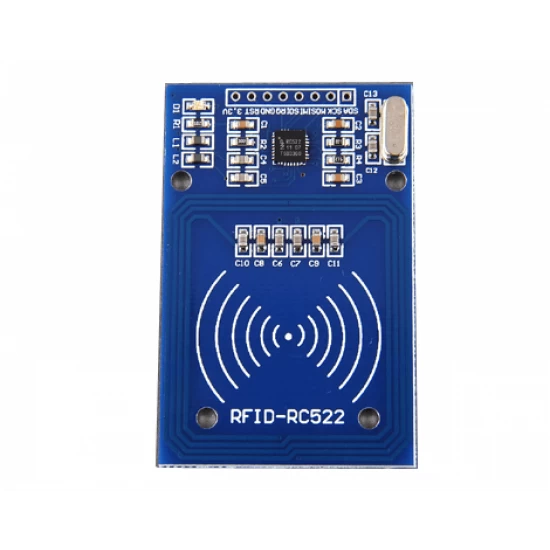 C13
D1
R1
L1
L2
SDA SCK MOSI MISO IRQ GND RST 3.3V
C1
R2
C4
C5
C2
R3
R4
C3
C12
C10 C8 C6 C7 C9 C11
RFID-RC522